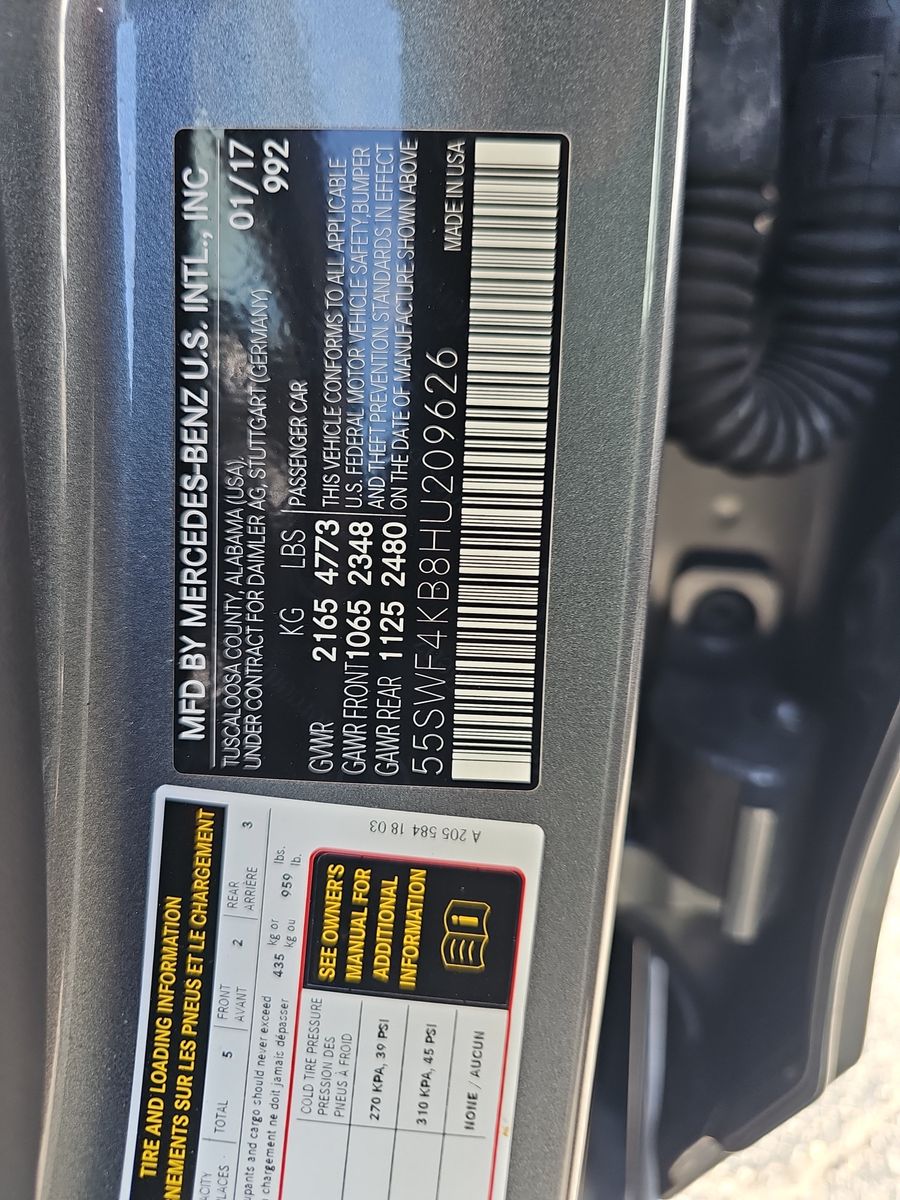 MFD BY MERCEDES-BENZ U.S. INTL., INC
TUSCALOOSA COUNTY, ALABAMA (USA) 01/17
UNDER CONTRACT FOR DAIMLER AG, STUTTGART (GERMANY) 992
KG LBS PASSENGER CAR
GVWR 2165 4773 THIS VEHICLE CONFORMS TO ALL APPLICABLE
GAWR FRONT 1065 2348 U.S. FEDERAL MOTOR VEHICLE SAFETY, BUMPER
GAWR REAR 1125 2480 AND THEFT PREVENTION STANDARDS IN EFFECT
ON THE DATE OF MANUFACTURE SHOWN ABOVE
55SWF4KB8HU209626 MADE IN USA
TIRE AND LOADING INFORMATION
NEMENTS SUR LES PNEUS ET LE CHARGEMENT
ACITY TOTAL 5 FRONT 2 REAR 3
LACES AVANT ARRIÈRE
upants and cargo should never exceed 435 kg or 959 lbs.
chargement ne doit jamais dépasser kg ou lb.
COLD TIRE PRESSURE
PRESSION DES
PNEUS À FROID
270 KPA, 39 PSI
310 KPA, 45 PSI
NONE / AUCUN
SEE OWNER'S
MANUAL FOR
ADDITIONAL
INFORMATION
i
A 205 584 18 03